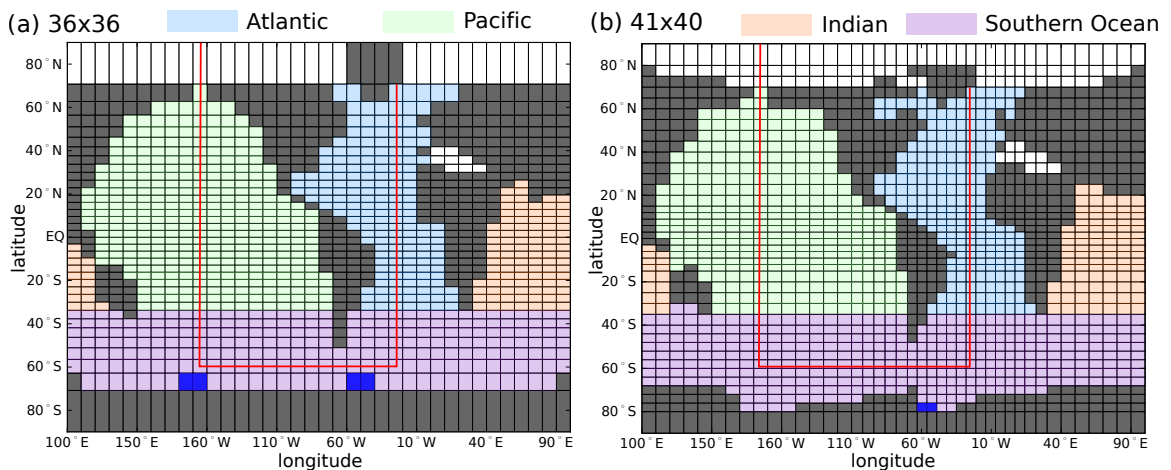 (a) 36x36 Atlantic Pacific
(b) 41x40 Indian Southern Ocean
80°N
60°N
40°N
20°N
EQ
20°S
40°S
60°S
80°S
latitude
100°E 150°E 160°W 110°W 60°W 10°W 40°E 90°E
longitude
80°N
60°N
40°N
20°N
EQ
20°S
40°S
60°S
80°S
latitude
100°E 150°E 160°W 110°W 60°W 10°W 40°E 90°E
longitude